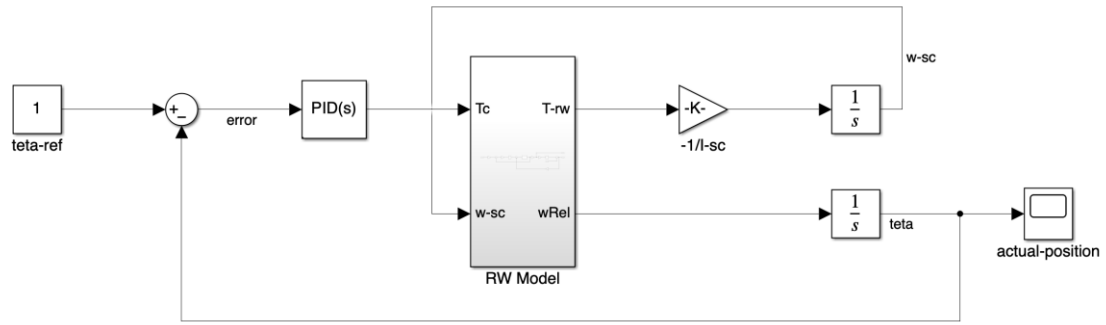 w-sc
1
teta-ref
+
−
error
PID(s)
Tc
T-rw
w-sc
wRel
RW Model
-K-
-1/I-sc
1
s
1
s
teta
actual-position